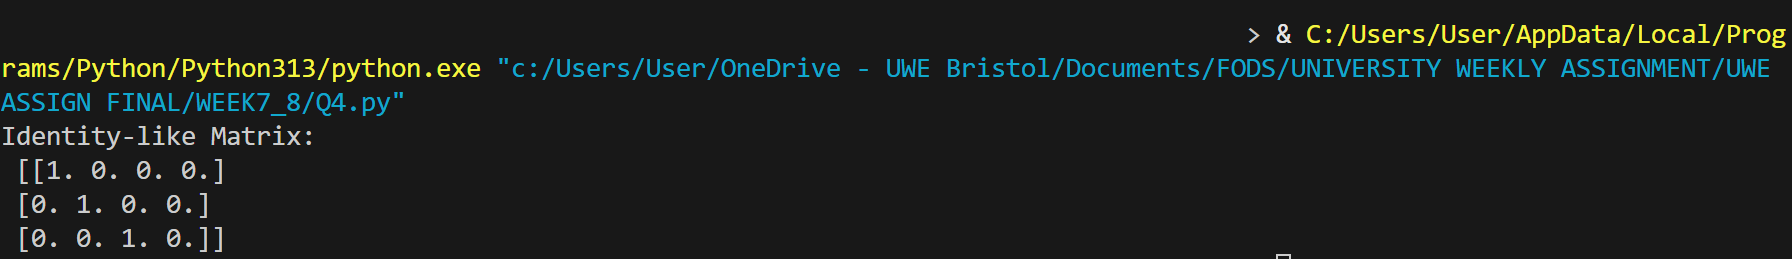 > & C:/Users/User/AppData/Local/Prog
rams/Python/Python313/python.exe "c:/Users/User/OneDrive - UWE Bristol/Documents/FODS/UNIVERSITY WEEKLY ASSIGNMENT/UWE
ASSIGN FINAL/WEEK7_8/Q4.py"
Identity-like Matrix:
[[1. 0. 0. 0.]
[0. 1. 0. 0.]
[0. 0. 1. 0.]]